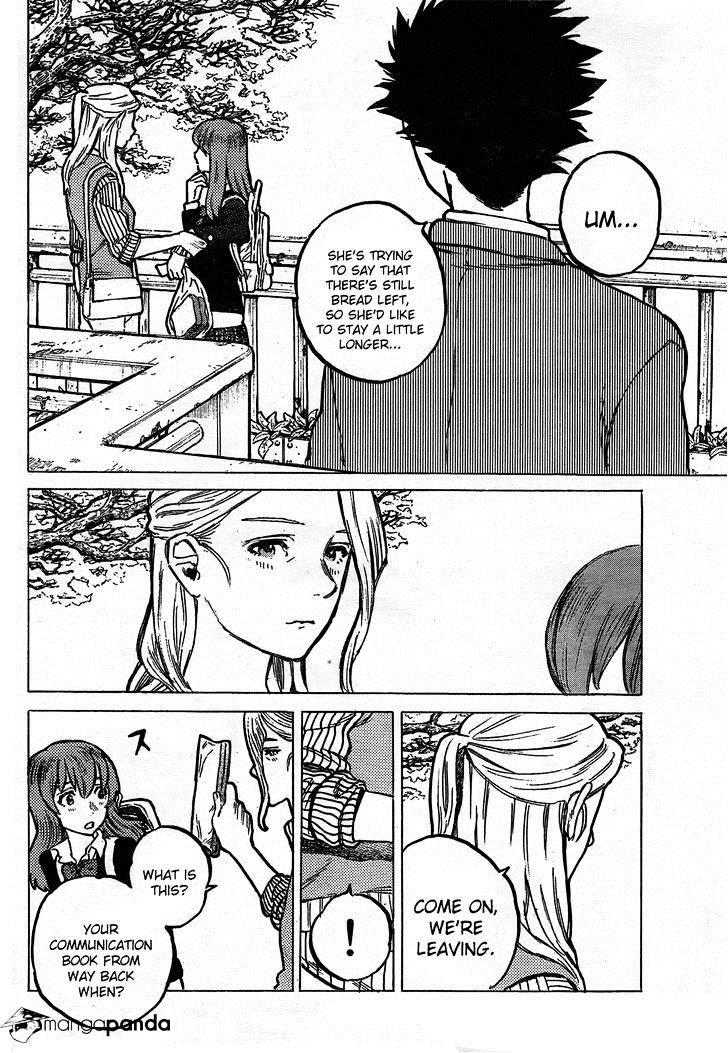 UM...
SHE'S TRYING
TO SAY THAT
THERE'S STILL
BREAD LEFT,
SO SHE'D LIKE
TO STAY A LITTLE
LONGER...
COME ON,
WE'RE
LEAVING.
!
ス
WHAT IS
THIS?
YOUR
COMMUNICATION
BOOK FROM
WAY BACK
WHEN?
mangapanda